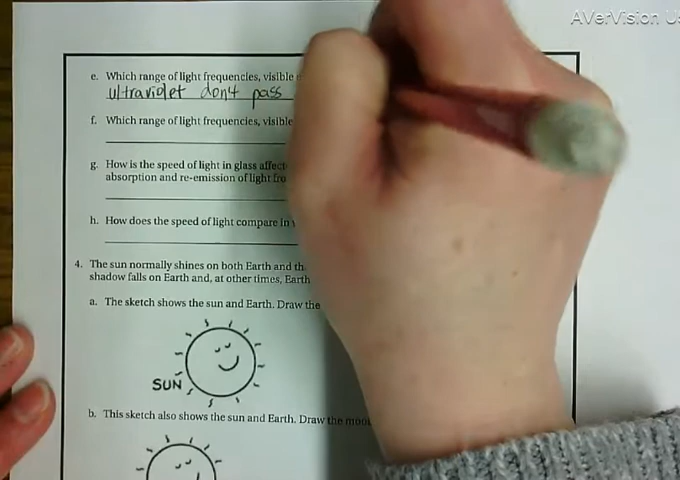 AVerVision U
e. Which range of light frequencies, visible
ultraviolet don't pass
f. Which range of light frequencies, visible
g. How is the speed of light in glass affect
absorption and re-emission of light fre
h. How does the speed of light compare in
4. The sun normally shines on both Earth and th
shadow falls on Earth and, at other times, Earth
a. The sketch shows the sun and Earth. Draw the
SUN
b. This sketch also shows the sun and Earth. Draw the moon